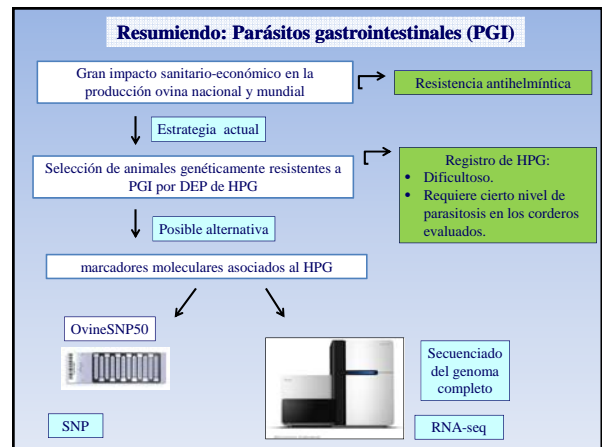 Resumiendo: Parásitos gastrointestinales (PGI)
Gran impacto sanitario-económico en la
producción ovina nacional y mundial
Resistencia antihelmíntica
Estrategia actual
Selección de animales genéticamente resistentes a
PGI por DEP de HPG
Registro de HPG:
• Dificultoso.
• Requiere cierto nivel de
parasitosis en los corderos
evaluados.
Posible alternativa
marcadores moleculares asociados al HPG
OvineSNP50
Secuenciado
del genoma
completo
SNP
RNA-seq